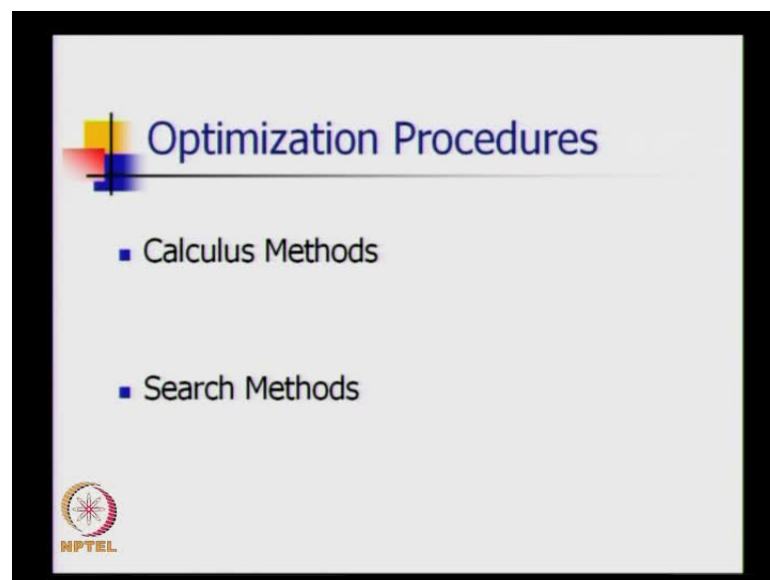 Optimization Procedures
Calculus Methods
Search Methods
NPTEL